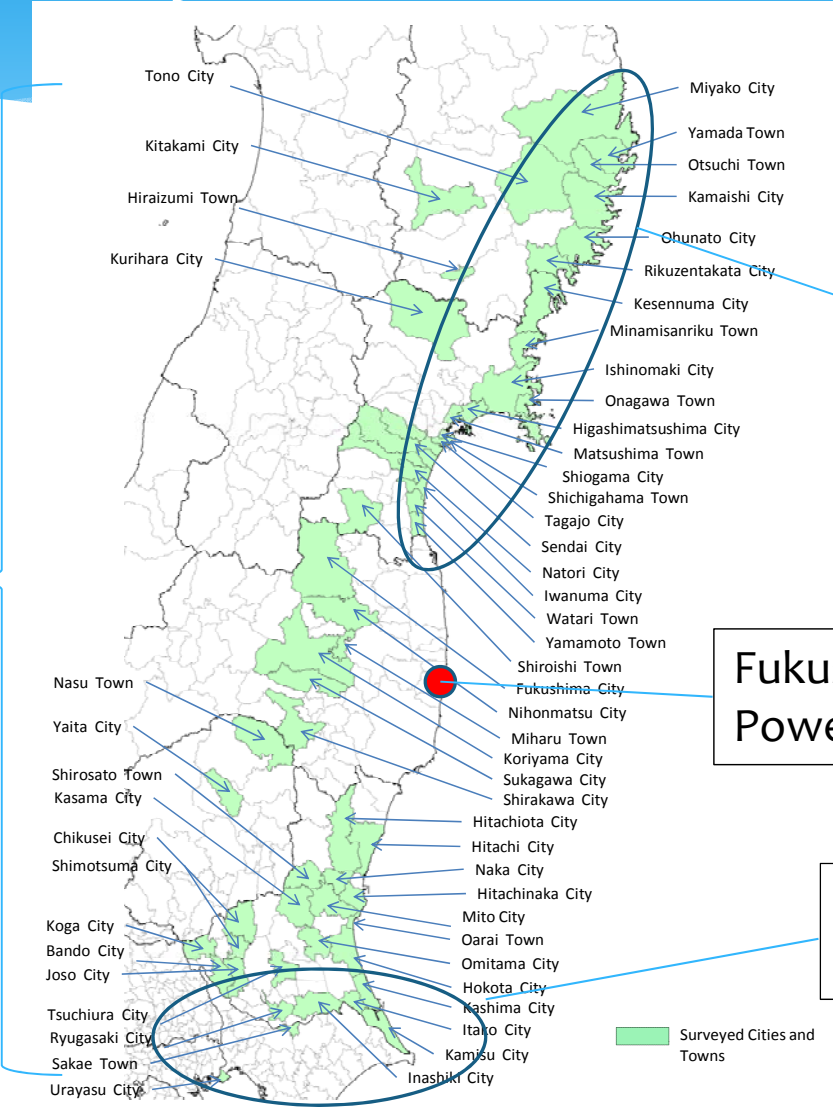 Tono City
Kitakami City
Hiraizumi Town
Kurihara City
Miyako City
Yamada Town
Otsuchi Town
Kamaishi City
Ohunato City
Rikuzentakata City
Kesennuma City
Minamisanriku Town
Ishinomaki City
Onagawa Town
Higashimatsushima City
Matsushima Town
Shiogama City
Shichigahama Town
Tagajo City
Sendai City
Natori City
Iwanuma City
Watari Town
Yamamoto Town
Shiroishi Town
Fukushima City
Nihonmatsu City
Miharu Town
Koriyama City
Sukagawa City
Shirakawa City
Fuku
Powe
Nasu Town
Yaita City
Shirosato Town
Kasama City
Chikusei City
Shimotsuma City
Koga City
Bando City
Joso City
Tsuchiura City
Ryugasaki City
Sakae Town
Urayasu City
Hitachiota City
Hitachi City
Naka City
Hitachinaka City
Mito City
Oarai Town
Omitama City
Hokota City
Kashima City
Itako City
Kamisu City
Inashiki City
Surveyed Cities and
Towns